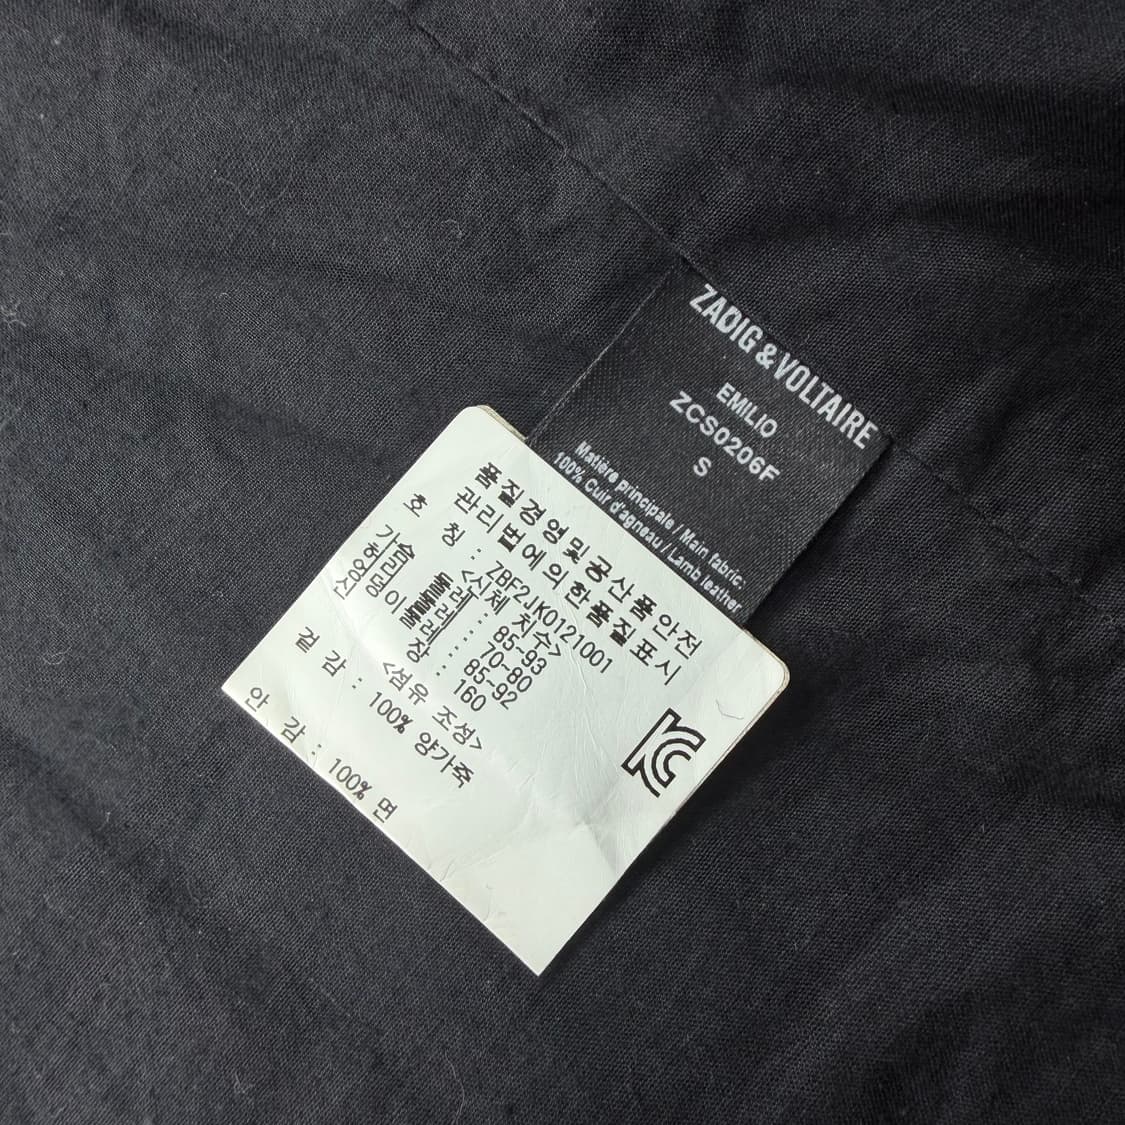 ZADIG & VOLTAIRE
EMILIO
ZCS0206F
S
Matière principale / Main fabric:
100% Cuir d'agneau / Lamb leather
품질경영및공산품안전
관리법에의한품질표시
호 칭 : ZBF2JK0121001
<신체 치수>
가슴둘레 : 85~93
허리둘레 : 70~80
엉덩이둘레 : 85~92
신 장 : 160
<섬유 조성>
겉 감 : 100% 양가죽
안 감 : 100% 면